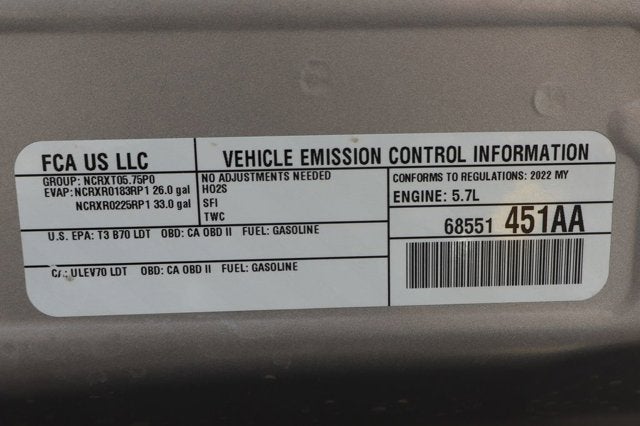 FCA US LLC
VEHICLE EMISSION CONTROL INFORMATION
GROUP: NCRXT05.75P0
EVAP: NCRXR0183RP1 26.0 gal
NCRXR0225RP1 33.0 gal
NO ADJUSTMENTS NEEDED
HO2S
SFI
TWC
CONFORMS TO REGULATIONS: 2022 MY
ENGINE: 5.7L
68551 451AA
U.S. EPA: T3 B70 LDT OBD: CA OBD II FUEL: GASOLINE
CA: ULEV70 LDT OBD: CA OBD II FUEL: GASOLINE